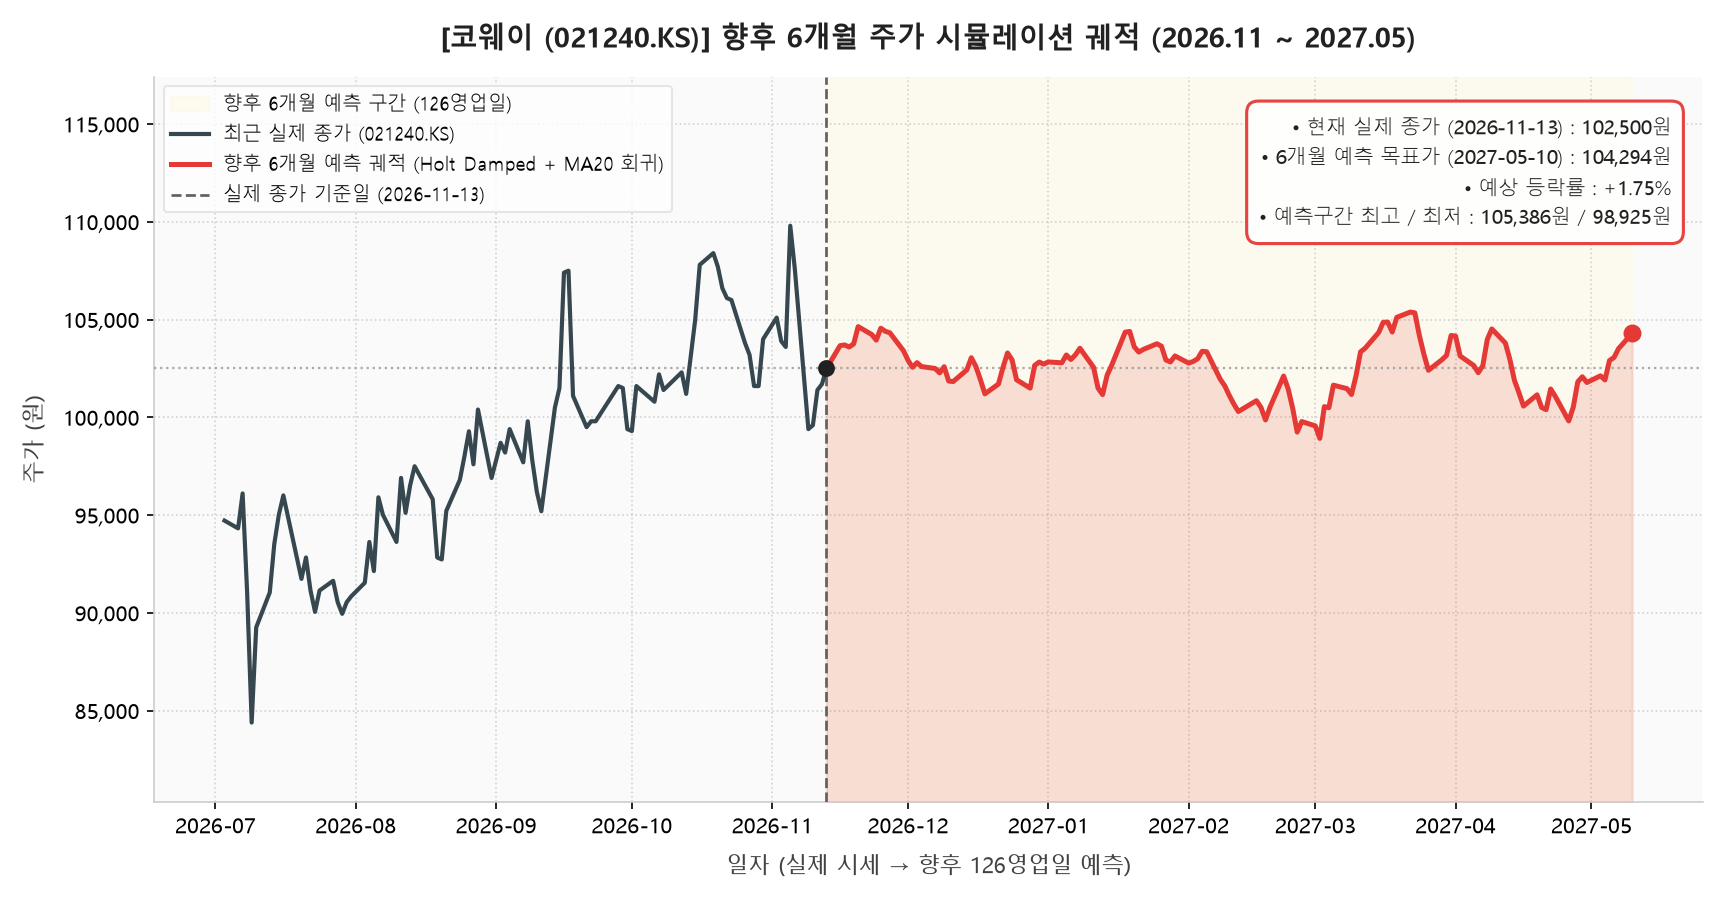 [코웨이 (021240.KS)] 향후 6개월 주가 시뮬레이션 궤적 (2026.11 ~ 2027.05)
향후 6개월 예측 구간 (126영업일)
최근 실제 종가 (021240.KS)
향후 6개월 예측 궤적 (Holt Damped + MA20 회귀)
실제 종가 기준일 (2026-11-13)
• 현재 실제 종가 (2026-11-13) : 102,500원
• 6개월 예측 목표가 (2027-05-10) : 104,294원
• 예상 등락률 : +1.75%
• 예측구간 최고 / 최저 : 105,386원 / 98,925원
주가 (원)
115,000
110,000
105,000
100,000
95,000
90,000
85,000
2026-07 2026-08 2026-09 2026-10 2026-11 2026-12 2027-01 2027-02 2027-03 2027-04 2027-05
일자 (실제 시세 → 향후 126영업일 예측)